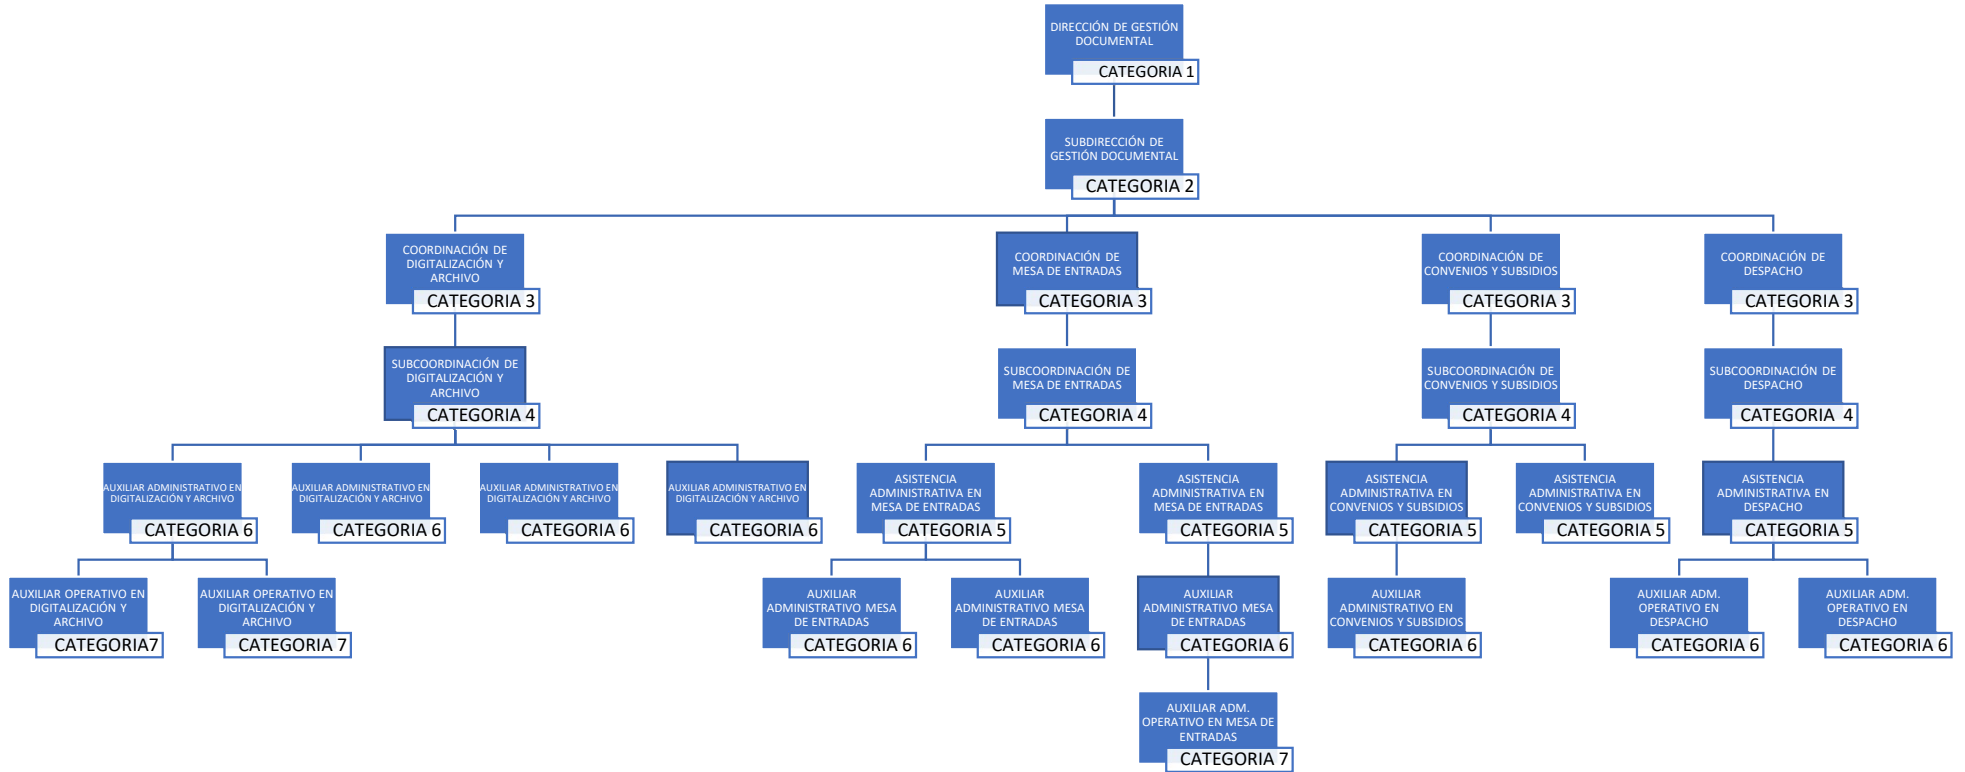 DIRECCIÓN DE GESTIÓN
DOCUMENTAL
CATEGORIA 1
SUBDIRECCIÓN DE
GESTIÓN DOCUMENTAL
CATEGORIA 2
COORDINACIÓN DE
DIGITALIZACIÓN Y
ARCHIVO
CATEGORIA 3
COORDINACIÓN DE
MESA DE ENTRADAS
CATEGORIA 3
COORDINACIÓN DE
CONVENIOS Y SUBSIDIOS
CATEGORIA 3
COORDINACIÓN DE
DESPACHO
CATEGORIA 3
SUBCOORDINACIÓN DE
DIGITALIZACIÓN Y
ARCHIVO
CATEGORIA 4
SUBCOORDINACIÓN DE
MESA DE ENTRADAS
CATEGORIA 4
SUBCOORDINACIÓN DE
CONVENIOS Y SUBSIDIOS
CATEGORIA 4
SUBCOORDINACIÓN DE
DESPACHO
CATEGORIA 4
AUXILIAR ADMINISTRATIVO EN
DIGITALIZACIÓN Y ARCHIVO
CATEGORIA 6
AUXILIAR ADMINISTRATIVO EN
DIGITALIZACIÓN Y ARCHIVO
CATEGORIA 6
AUXILIAR ADMINISTRATIVO EN
DIGITALIZACIÓN Y ARCHIVO
CATEGORIA 6
AUXILIAR ADMINISTRATIVO EN
DIGITALIZACIÓN Y ARCHIVO
CATEGORIA 6
ASISTENCIA
ADMINISTRATIVA EN
MESA DE ENTRADAS
CATEGORIA 5
ASISTENCIA
ADMINISTRATIVA EN
MESA DE ENTRADAS
CATEGORIA 5
ASISTENCIA
ADMINISTRATIVA EN
CONVENIOS Y SUBSIDIOS
CATEGORIA 5
ASISTENCIA
ADMINISTRATIVA EN
CONVENIOS Y SUBSIDIOS
CATEGORIA 5
ASISTENCIA
ADMINISTRATIVA EN
DESPACHO
CATEGORIA 5
AUXILIAR OPERATIVO EN
DIGITALIZACIÓN Y
ARCHIVO
CATEGORIA7
AUXILIAR OPERATIVO EN
DIGITALIZACIÓN Y
ARCHIVO
CATEGORIA 7
AUXILIAR
ADMINISTRATIVO MESA
DE ENTRADAS
CATEGORIA 6
AUXILIAR
ADMINISTRATIVO MESA
DE ENTRADAS
CATEGORIA 6
AUXILIAR
ADMINISTRATIVO MESA
DE ENTRADAS
CATEGORIA 6
AUXILIAR
ADMINISTRATIVO EN
CONVENIOS Y SUBSIDIOS
CATEGORIA 6
AUXILIAR ADM.
OPERATIVO EN
DESPACHO
CATEGORIA 6
AUXILIAR ADM.
OPERATIVO EN
DESPACHO
CATEGORIA 6
AUXILIAR ADM.
OPERATIVO EN MESA DE
ENTRADAS
CATEGORIA 7